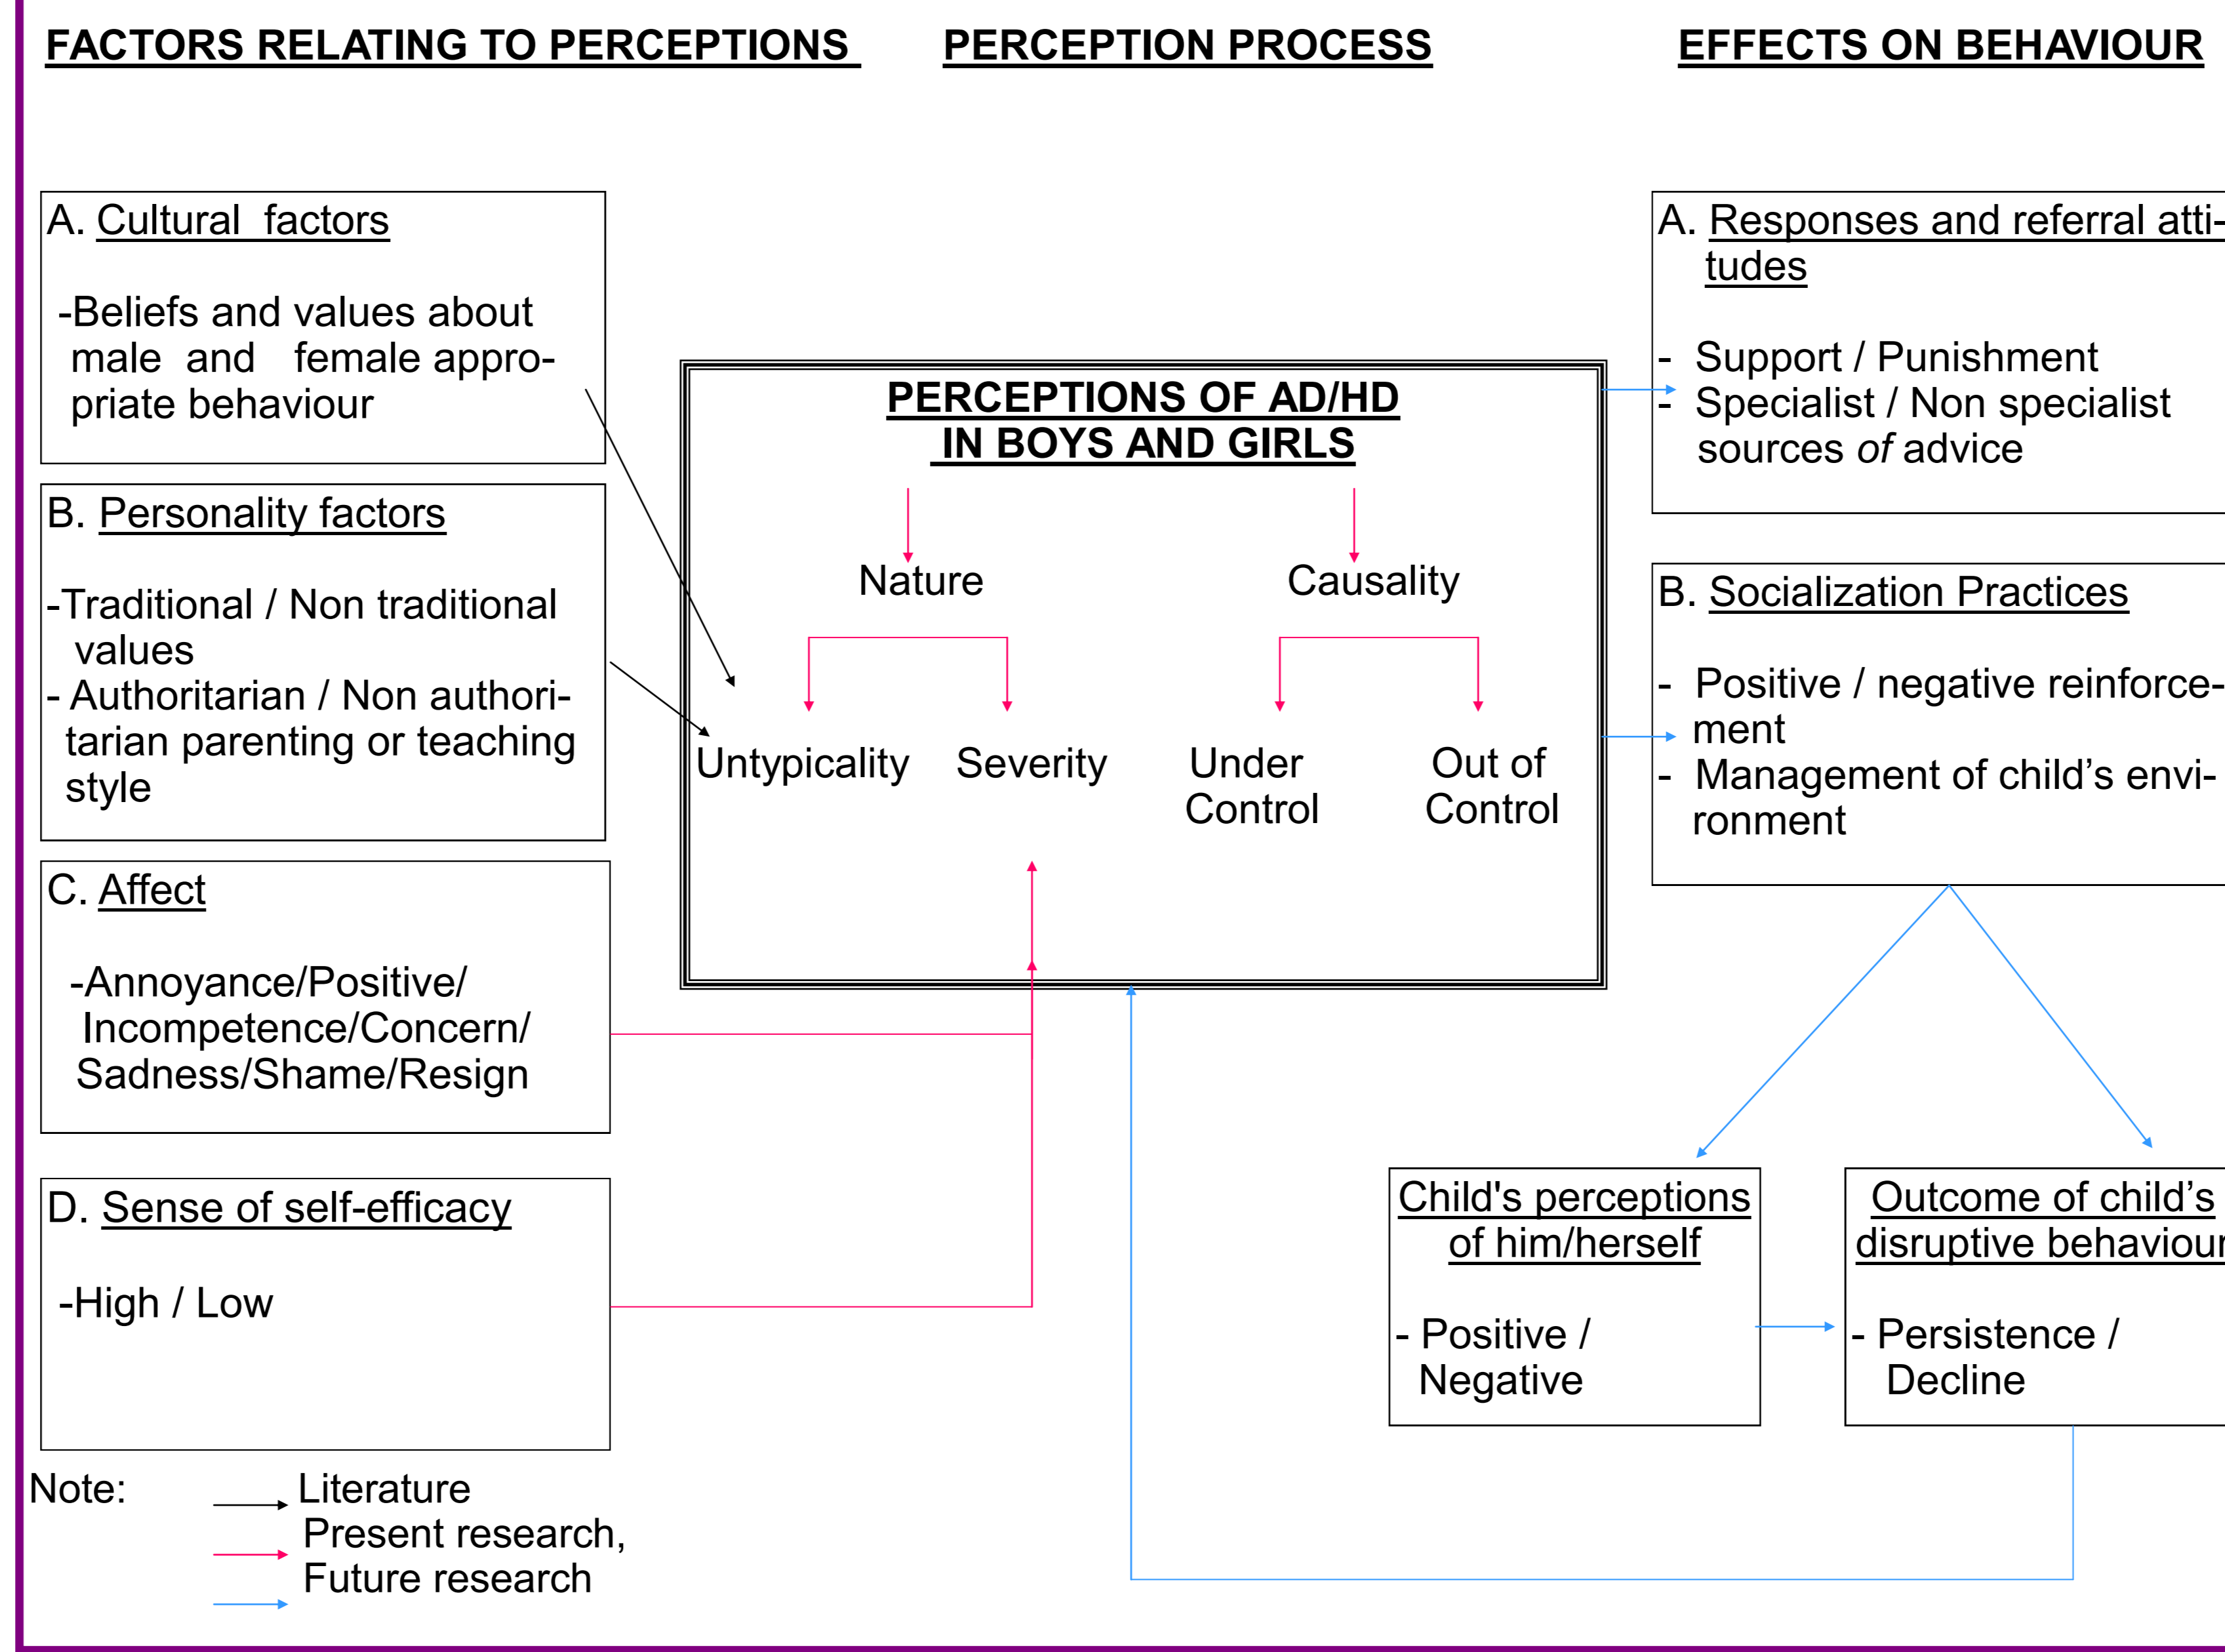 FACTORS RELATING TO PERCEPTIONS
PERCEPTION PROCESS
EFFECTS ON BEHAVIOUR
A. Cultural factors
-Beliefs and values about
male and female appro-
priate behaviour
B. Personality factors
-Traditional / Non traditional
values
- Authoritarian / Non authori-
tarian parenting or teaching
style
C. Affect
-Annoyance/Positive/
Incompetence/Concern/
Sadness/Shame/Resign
D. Sense of self-efficacy
-High / Low
PERCEPTIONS OF AD/HD
IN BOYS AND GIRLS
Nature
Causality
Untypicality
Severity
Under
Control
Out of
Control
A. Responses and referral atti-
tudes
- Support / Punishment
- Specialist / Non specialist
sources of advice
B. Socialization Practices
- Positive / negative reinforce-
ment
- Management of child’s envi-
ronment
Child's perceptions
of him/herself
- Positive /
Negative
Outcome of child’s
disruptive behaviour
- Persistence /
Decline
Note:
Literature
Present research,
Future research